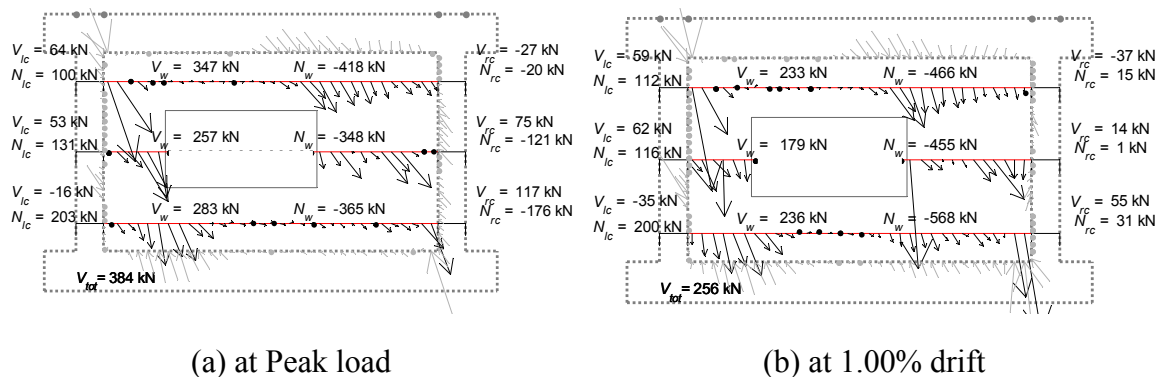 V_lc = 64 kN
N_lc = 100 kN
V_w = 347 kN N_w = -418 kN
V_rc = -27 kN
N_rc = -20 kN
V_lc = 53 kN
N_lc = 131 kN
V_w = 257 kN N_w = -348 kN
V_rc = 75 kN
N_rc = -121 kN
V_lc = -16 kN
N_lc = 203 kN
V_w = 283 kN N_w = -365 kN
V_rc = 117 kN
N_rc = -176 kN
V_tot = 384 kN
(a) at Peak load
V_lc = 59 kN
N_lc = 112 kN
V_w = 233 kN N_w = -466 kN
V_rc = -37 kN
N_rc = 15 kN
V_lc = 62 kN
N_lc = 116 kN
V_w = 179 kN N_w = -455 kN
V_rc = 14 kN
N_rc = 1 kN
V_lc = -35 kN
N_lc = 200 kN
V_w = 236 kN N_w = -568 kN
V_rc = 55 kN
N_rc = 31 kN
V_tot = 256 kN
(b) at 1.00% drift